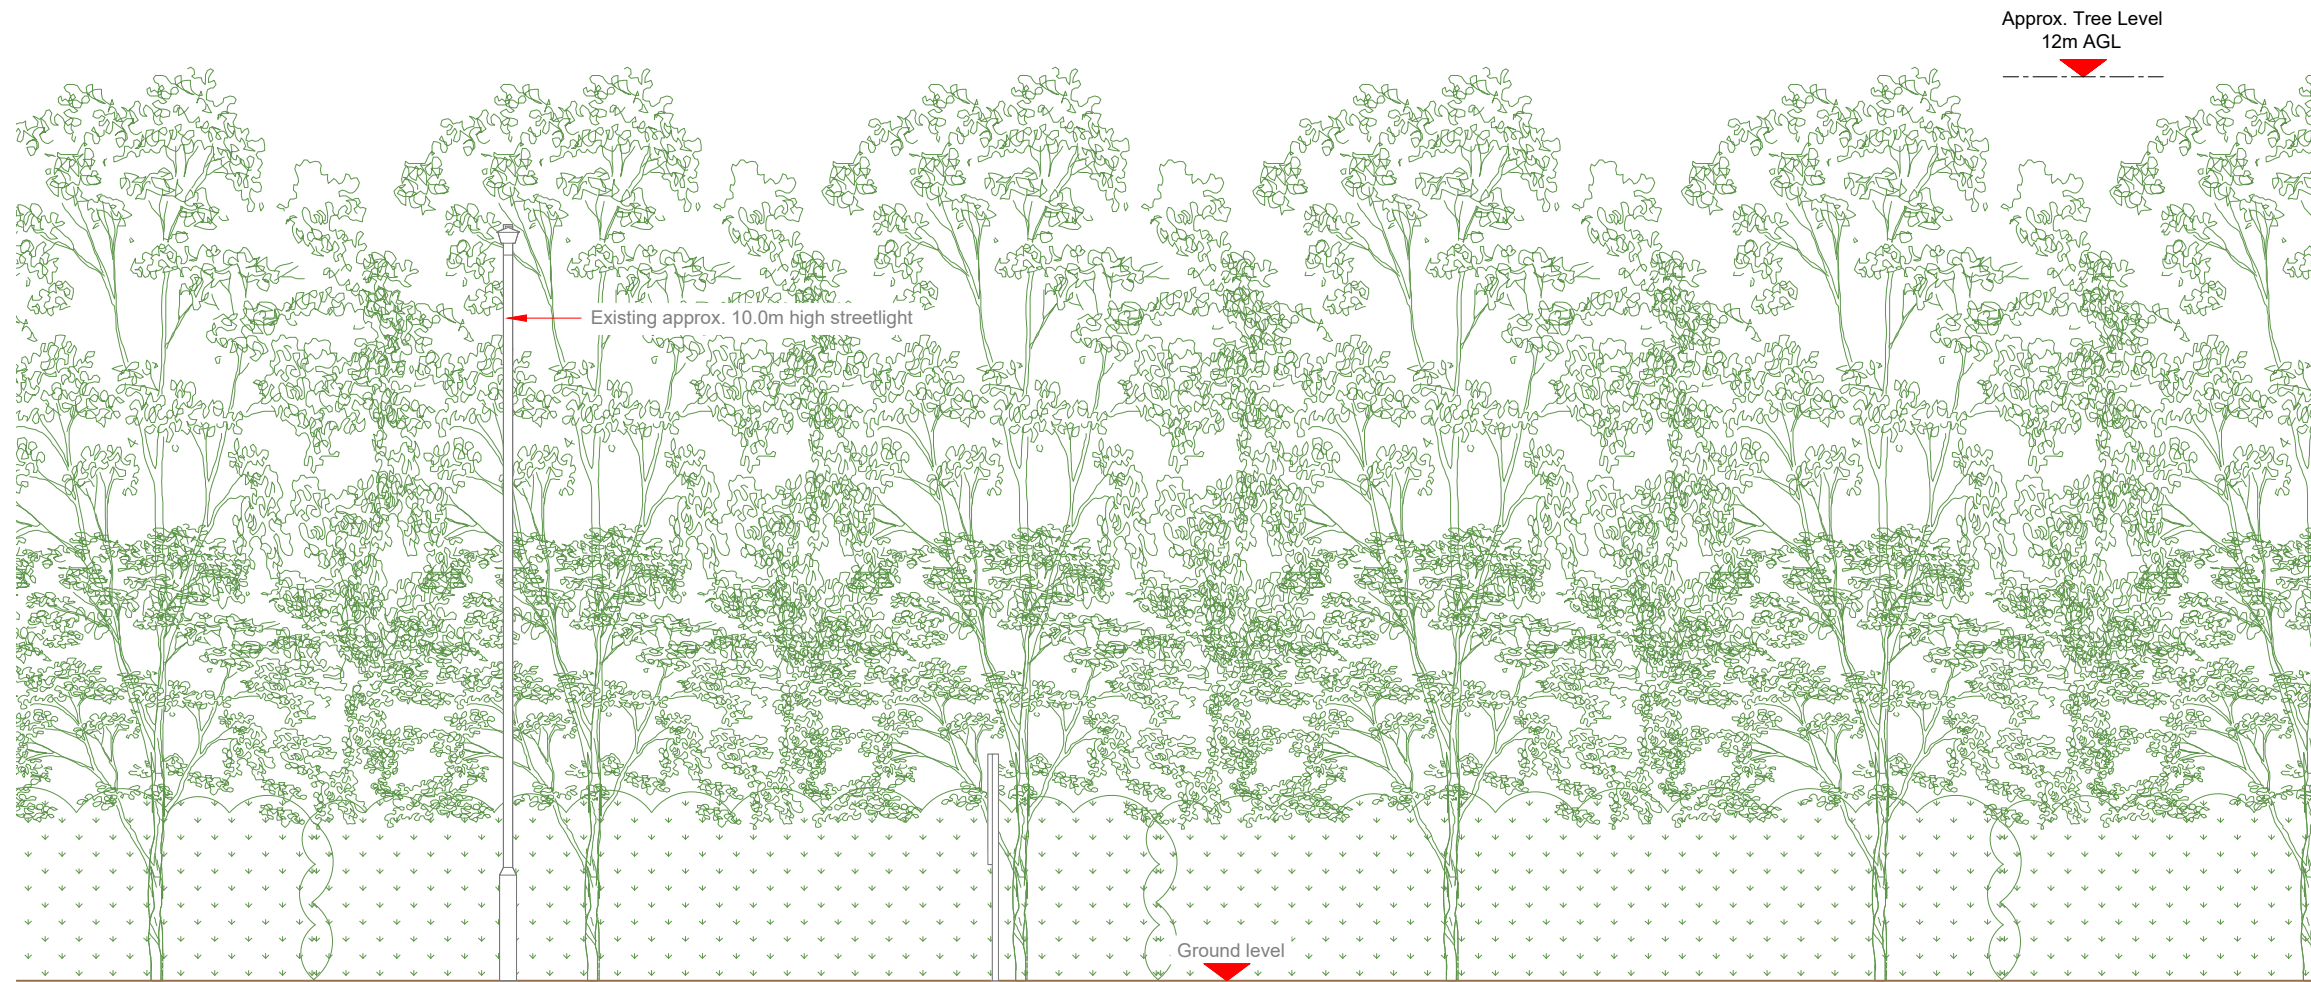 Approx. Tree Level
12m AGL
Existing approx. 10.0m high streetlight
Ground level